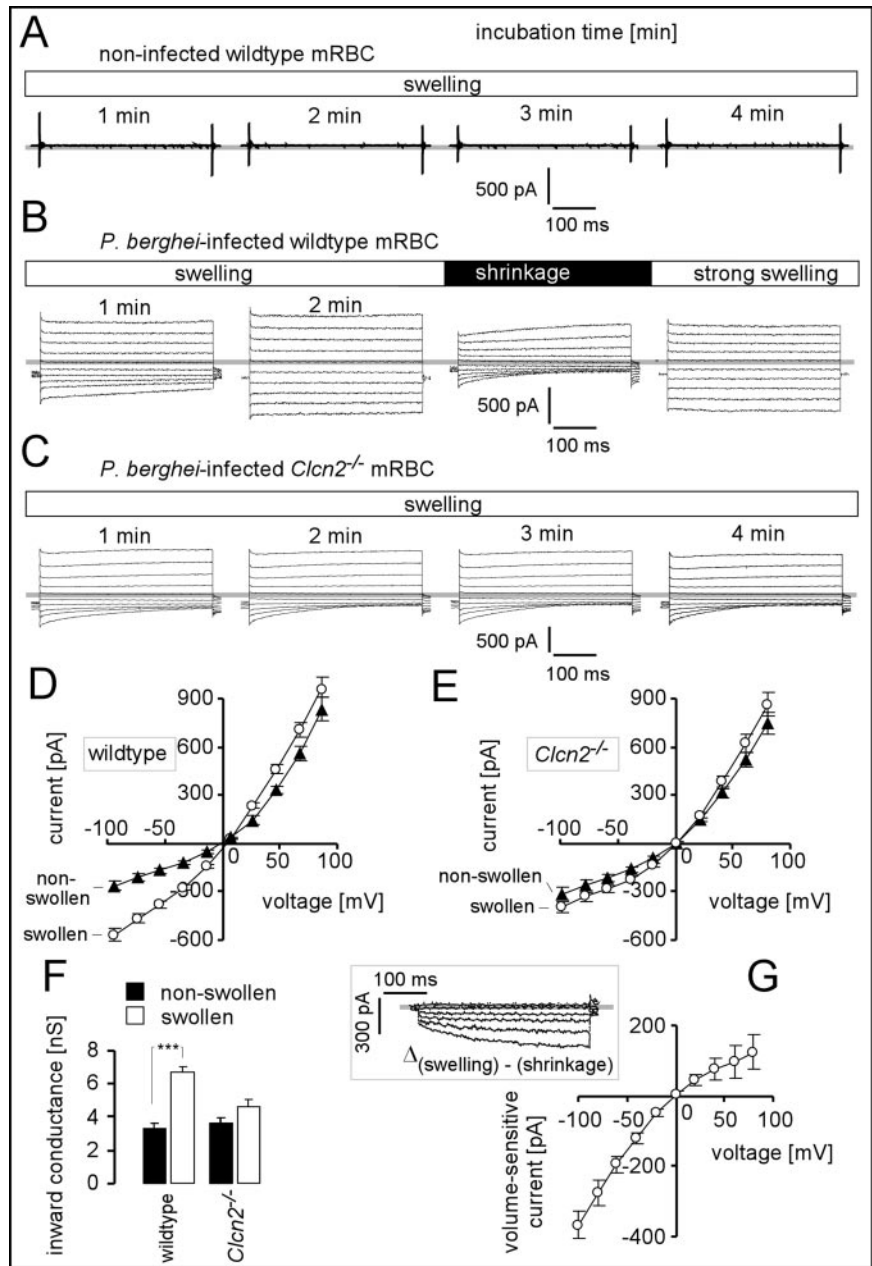 A
incubation time [min]
non-infected wildtype mRBC
swelling
1 min 2 min 3 min 4 min
500 pA
100 ms
B
P. berghei-infected wildtype mRBC
swelling shrinkage strong swelling
1 min 2 min
500 pA
100 ms
C
P. berghei-infected Clcn2-/- mRBC
swelling
1 min 2 min 3 min 4 min
500 pA
100 ms
D
wildtype
current [pA]
900
600
300
-100 -50 0 50 100
-300
-600
voltage [mV]
non-swollen
swollen
E
Clcn2-/-
current [pA]
900
600
300
-100 -50 0 50 100
-300
-600
voltage [mV]
non-swollen
swollen
F
non-swollen
swollen
inward conductance [nS]
8
6
4
2
0
***
wildtype
Clcn2-/-
G
100 ms
300 pA
Δ(swelling) - (shrinkage)
volume-sensitive current [pA]
200
-100 -50 0 50 100
-200
-400
voltage [mV]